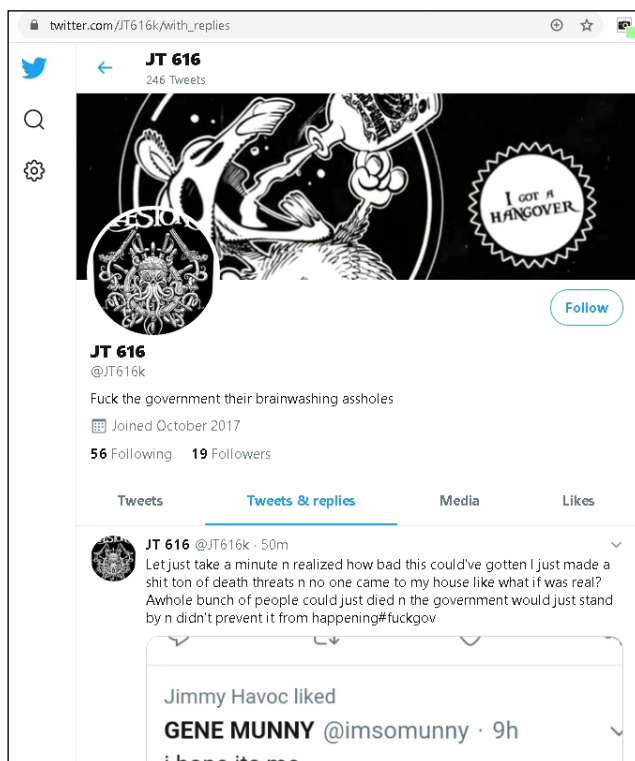 twitter.com/JT616k/with_replies
JT 616
246 Tweets
I GOT A
HANGOVER
ESION
Follow
JT 616
@JT616k
Fuck the government their brainwashing assholes
Joined October 2017
56 Following 19 Followers
Tweets Tweets & replies Media Likes
JT 616 @JT616k · 50m
Let just take a minute n realized how bad this could've gotten I just made a
shit ton of death threats n no one came to my house like what if was real?
Awhole bunch of people could just died n the government would just stand
by n didn't prevent it from happening#fuckgov
Jimmy Havoc liked
GENE MUNNY @imsomunny · 9h
i hope its me